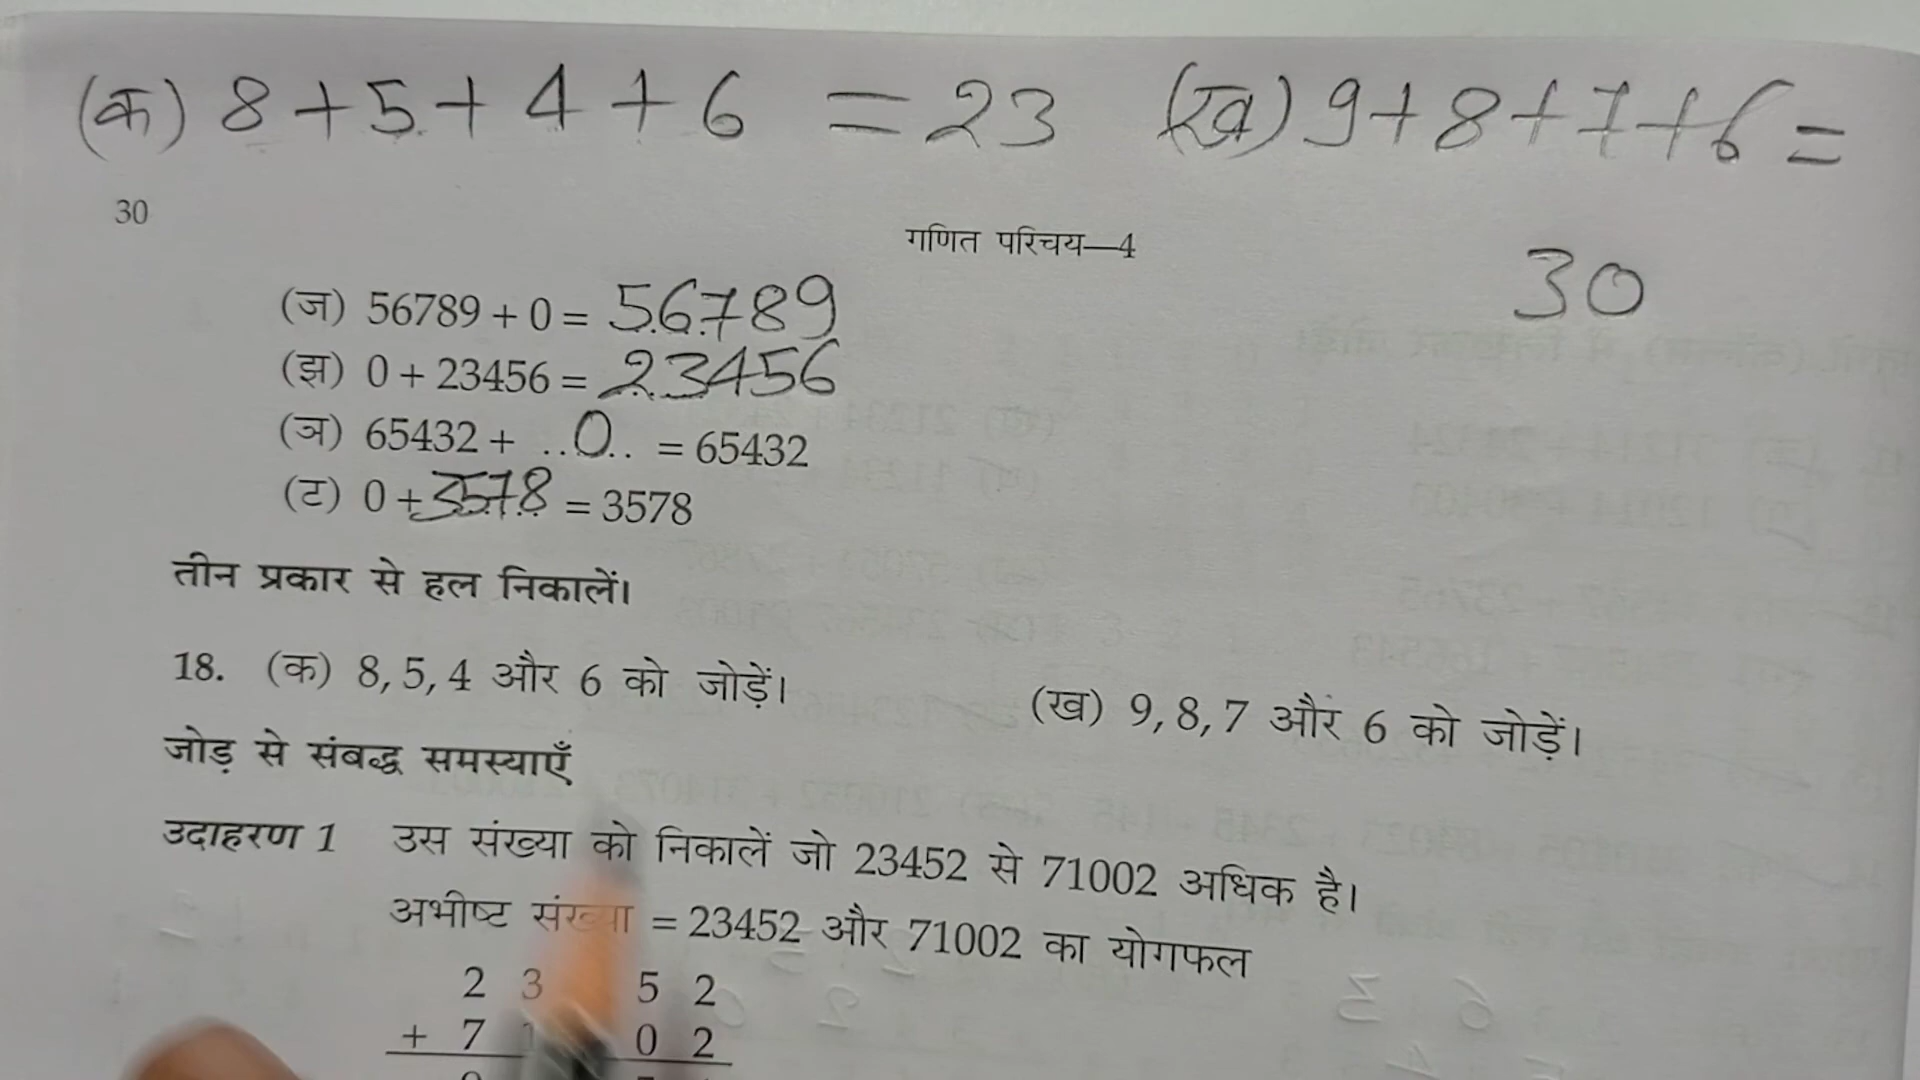 (क) 8+5+4+6 = 23 (ख) 9+8+7+6 =
30
30
गणित परिचय—4
(ज) 56789 + 0 = 56789
(झ) 0 + 23456 = 23456
(ञ) 65432 + ..0.. = 65432
(ट) 0 + 3578 = 3578
तीन प्रकार से हल निकालें।
18. (क) 8, 5, 4 और 6 को जोड़ें। (ख) 9, 8, 7 और 6 को जोड़ें।
जोड़ से संबद्ध समस्याएँ
उदाहरण 1 उस संख्या को निकालें जो 23452 से 71002 अधिक है।
अभीष्ट संख्या = 23452 और 71002 का योगफल
2 3 5 2
+ 7 1 0 2